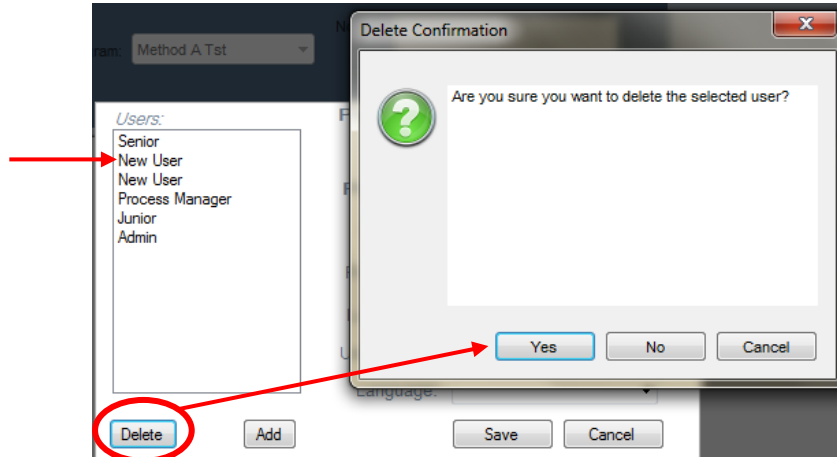 Delete Confirmation
Method A Tst
Users:
Senior
New User
New User
Process Manager
Junior
Admin
Are you sure you want to delete the selected user?
Yes
No
Cancel
Language:
Delete
Add
Save
Cancel